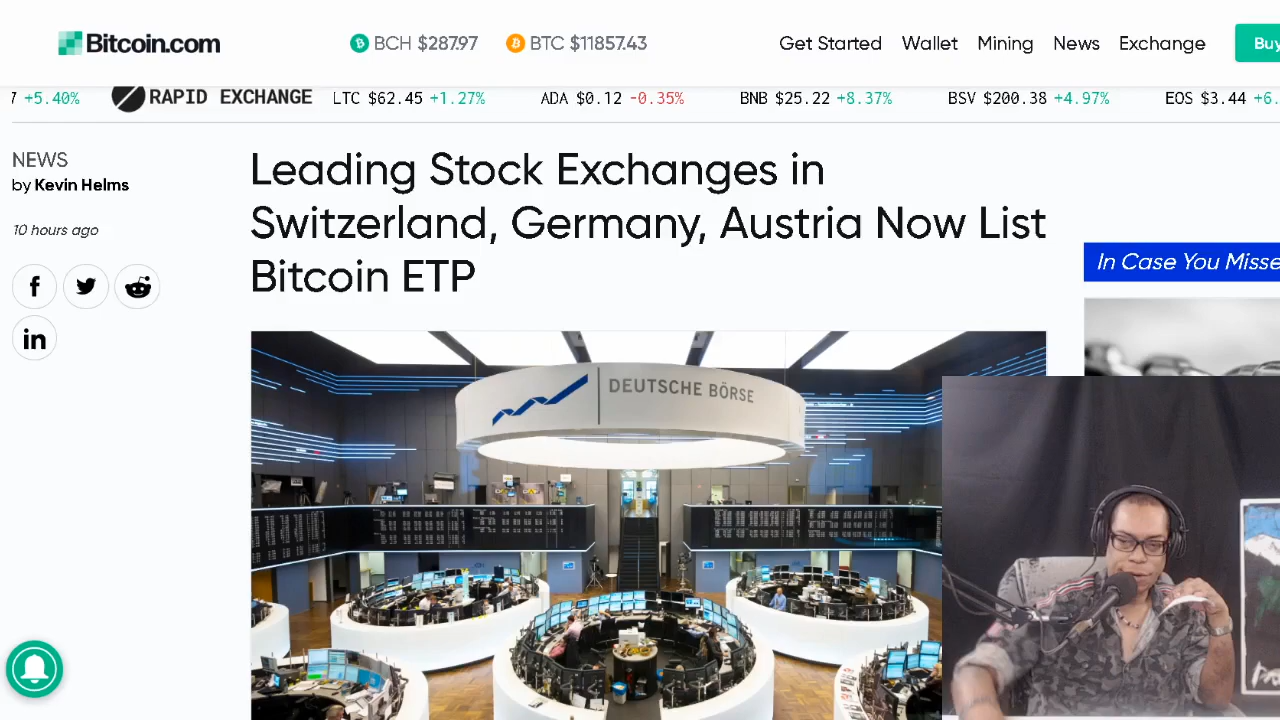 Bitcoin.com BCH $287.97 BTC $11857.43 Get Started Wallet Mining News Exchange Buy
7 +5.40% RAPID EXCHANGE LTC $62.45 +1.27% ADA $0.12 -0.35% BNB $25.22 +8.37% BSV $200.38 +4.97% EOS $3.44 +6.
NEWS
by Kevin Helms
10 hours ago
Leading Stock Exchanges in
Switzerland, Germany, Austria Now List
Bitcoin ETP
In Case You Misse
DEUTSCHE BÖRSE